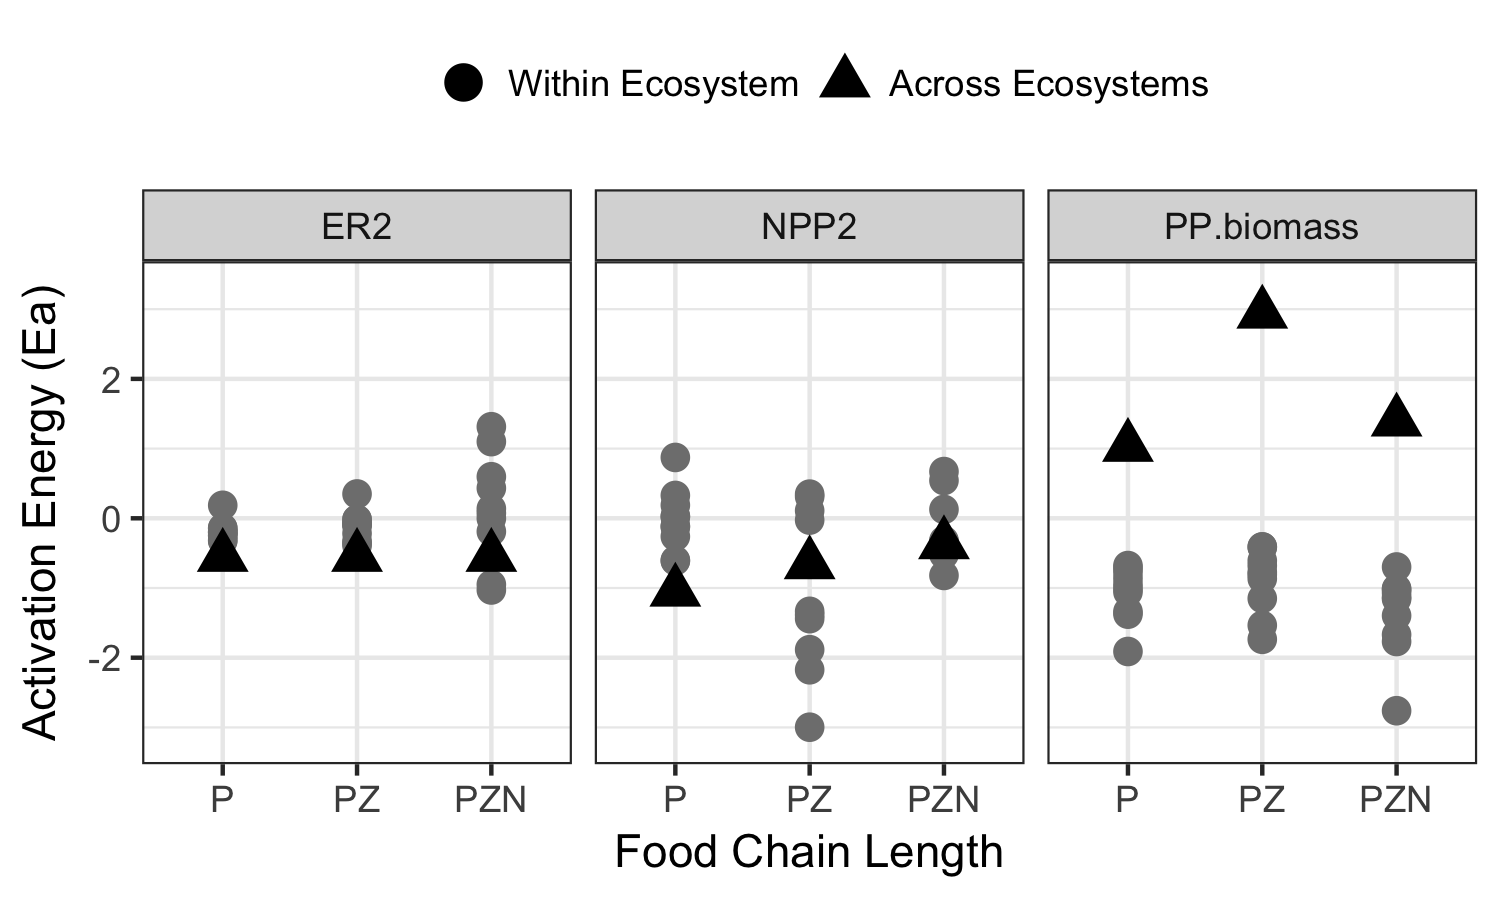 Within Ecosystem Across Ecosystems
ER2 NPP2 PP.biomass
Activation Energy (Ea)
2
0
-2
P PZ PZN P PZ PZN P PZ PZN
Food Chain Length